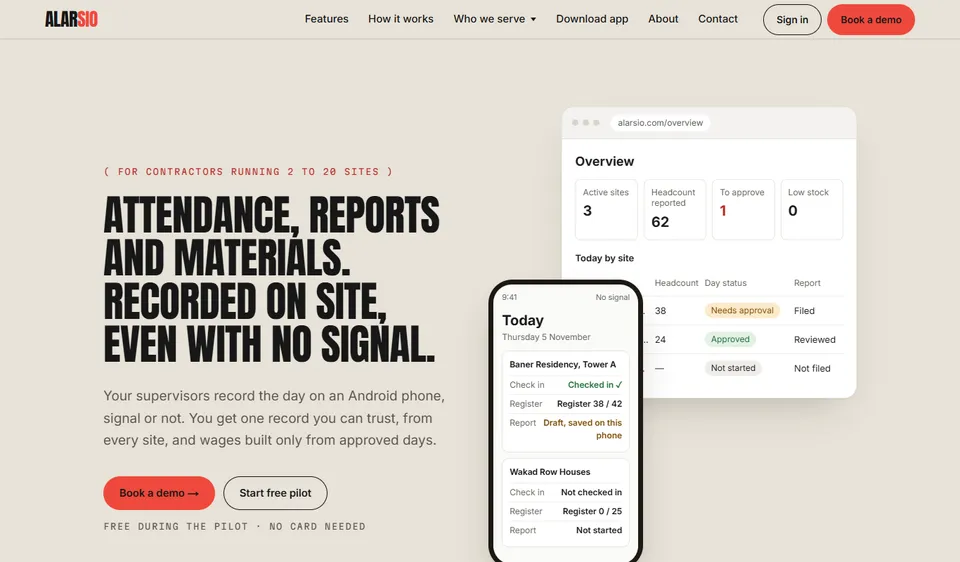 ALARSIO
Features How it works Who we serve Download app About Contact Sign in Book a demo
( FOR CONTRACTORS RUNNING 2 TO 20 SITES )
ATTENDANCE, REPORTS
AND MATERIALS.
RECORDED ON SITE,
EVEN WITH NO SIGNAL.
Your supervisors record the day on an Android phone,
signal or not. You get one record you can trust, from
every site, and wages built only from approved days.
Book a demo → Start free pilot
FREE DURING THE PILOT · NO CARD NEEDED
alarsio.com/overview
Overview
Active sites
3
Headcount
reported
62
To approve
1
Low stock
0
Today by site
Headcount Day status Report
38 Needs approval Filed
24 Approved Reviewed
— Not started Not filed
9:41 No signal
Today
Thursday 5 November
Baner Residency, Tower A
Check in Checked in ✓
Register Register 38 / 42
Report Draft, saved on this
phone
Wakad Row Houses
Check in Not checked in
Register Register 0 / 25
Report Not started